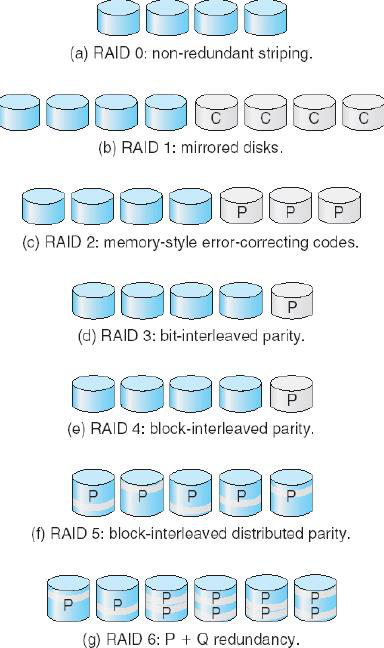 (a) RAID 0: non-redundant striping.
C C C C
(b) RAID 1: mirrored disks.
P P P
(c) RAID 2: memory-style error-correcting codes.
P
(d) RAID 3: bit-interleaved parity.
P
(e) RAID 4: block-interleaved parity.
P P P P P
(f) RAID 5: block-interleaved distributed parity.
P P P P P P
P P P P
(g) RAID 6: P + Q redundancy.